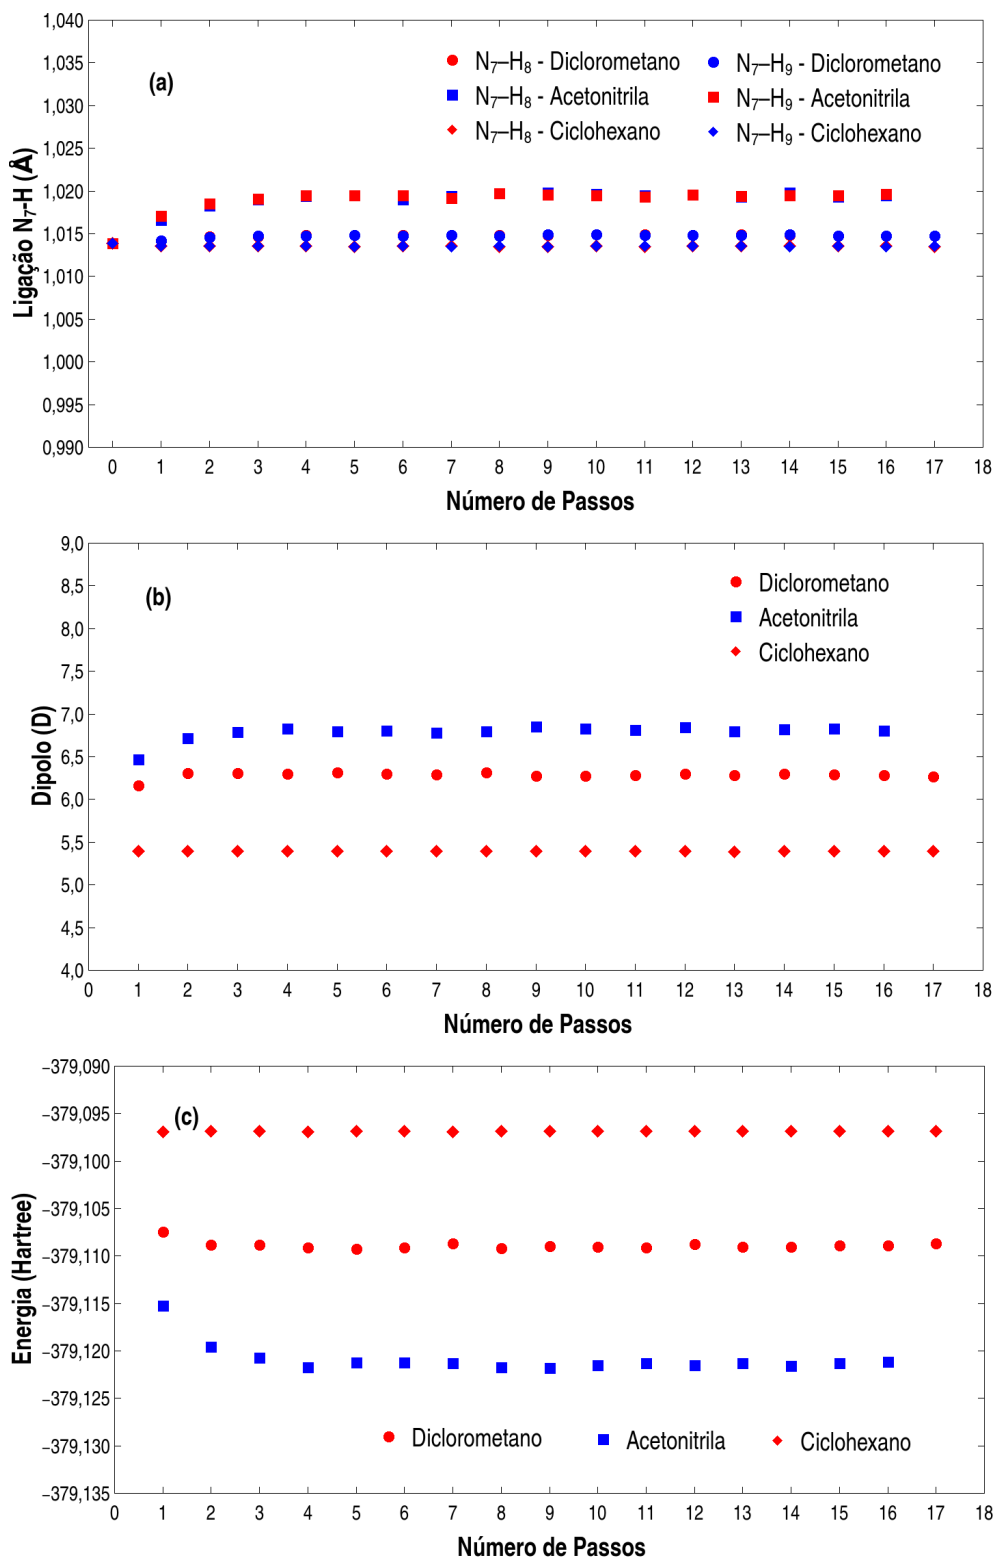 (a)
N₇–H₈ - Diclorometano
N₇–H₉ - Diclorometano
N₇–H₈ - Acetonitrila
N₇–H₉ - Acetonitrila
N₇–H₈ - Ciclohexano
N₇–H₉ - Ciclohexano
Ligação N₇-H (Å)
1,040
1,035
1,030
1,025
1,020
1,015
1,010
1,005
1,000
0,995
0,990
0 1 2 3 4 5 6 7 8 9 10 11 12 13 14 15 16 17 18
Número de Passos
(b)
Diclorometano
Acetonitrila
Ciclohexano
Dipolo (D)
9,0
8,5
8,0
7,5
7,0
6,5
6,0
5,5
5,0
4,5
4,0
0 1 2 3 4 5 6 7 8 9 10 11 12 13 14 15 16 17 18
Número de Passos
(c)
Energia (Hartree)
−379,090
−379,095
−379,100
−379,105
−379,110
−379,115
−379,120
−379,125
−379,130
−379,135
Diclorometano Acetonitrila Ciclohexano
0 1 2 3 4 5 6 7 8 9 10 11 12 13 14 15 16 17 18
Número de Passos